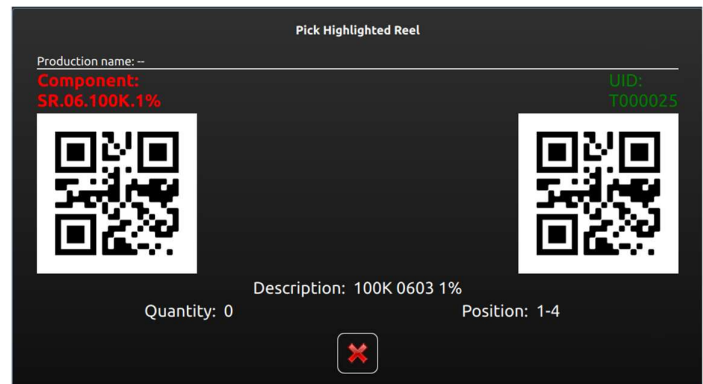 Pick Highlighted Reel
Production name: --
Component:
SR.06.100K.1%
UID:
T000025
Description: 100K 0603 1%
Quantity: 0
Position: 1-4